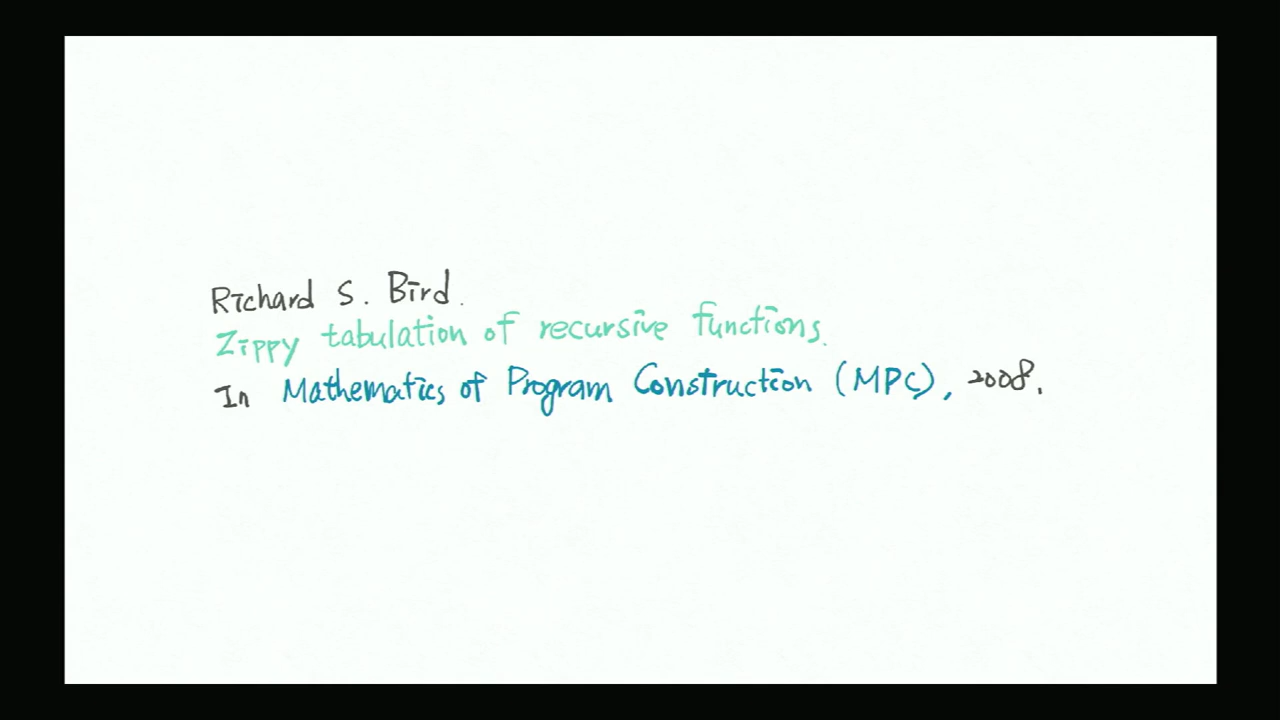 Richard S. Bird.
Zippy tabulation of recursive functions.
In Mathematics of Program Construction (MPC), 2008.